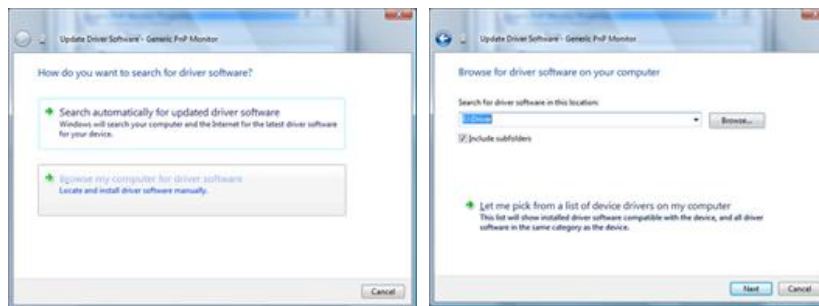 Update Driver Software - Generic PnP Monitor
How do you want to search for driver software?
Search automatically for updated driver software
Windows will search your computer and the Internet for the latest driver software
for your device.
Browse my computer for driver software
Locate and install driver software manually.
Cancel
Update Driver Software - Generic PnP Monitor
Browse for driver software on your computer
Search for driver software in this location:
D:\Driver
Browse...
Include subfolders
Let me pick from a list of device drivers on my computer
This list will show installed driver software compatible with the device, and all driver
software in the same category as the device.
Next Cancel